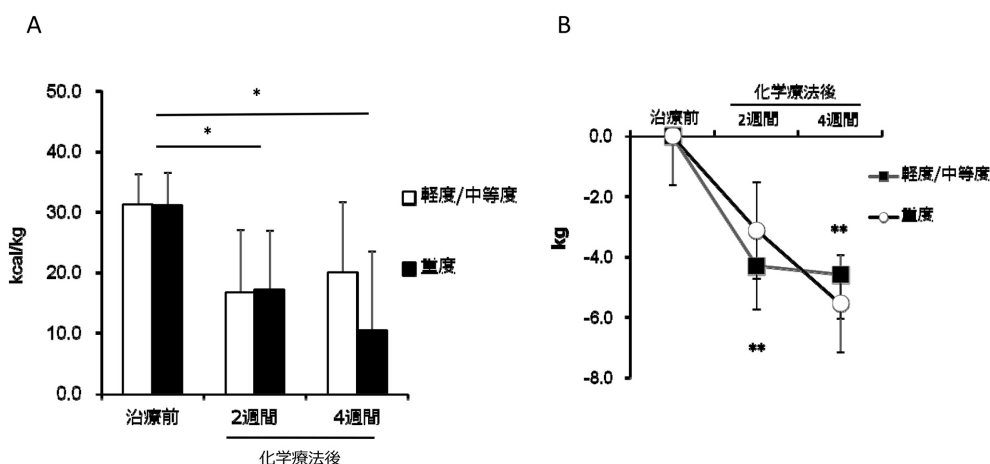 A
50.0
40.0
30.0
20.0
10.0
0.0
kcal/kg
*
*
治療前
2週間
4週間
化学療法後
軽度/中等度
重度
B
化学療法後
治療前
2週間
4週間
0.0
-2.0
-4.0
-6.0
-8.0
kg
**
**
軽度/中等度
重度